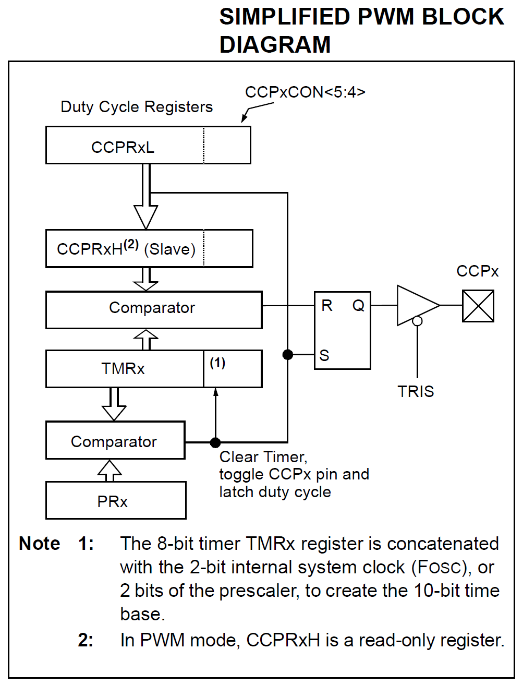 SIMPLIFIED PWM BLOCK
DIAGRAM
CCPxCON<5:4>
Duty Cycle Registers
CCPRxL
CCPRxH(2) (Slave)
CCPx
Comparator
R Q
S
TMRx (1)
TRIS
Comparator
Clear Timer,
toggle CCPx pin and
latch duty cycle
PRx
Note 1: The 8-bit timer TMRx register is concatenated
with the 2-bit internal system clock (FOSC), or
2 bits of the prescaler, to create the 10-bit time
base.
2: In PWM mode, CCPRxH is a read-only register.